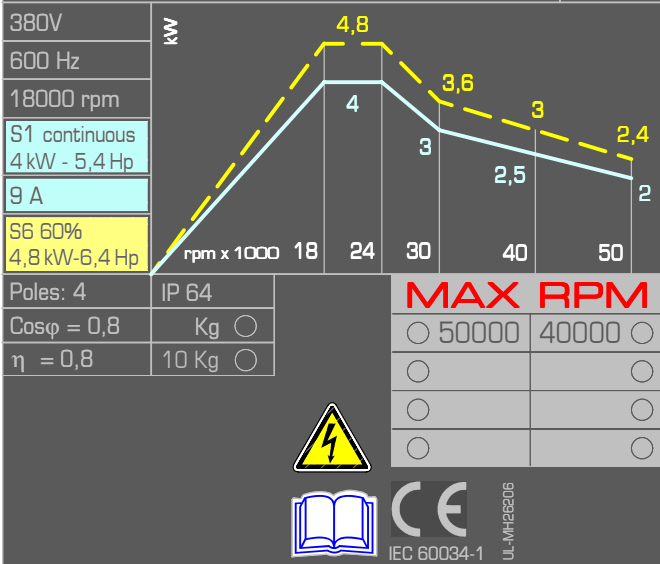 380V
600 Hz
18000 rpm
S1 continuous
4 kW - 5,4 Hp
9 A
S6 60%
4,8 kW-6,4 Hp
kW
4,8
3,6
3
2,4
4
3
2,5
2
rpm x 1000 18 24 30 40 50
Poles: 4 IP 64
Cosφ = 0,8 Kg
η = 0,8 10 Kg
MAX RPM
50000 40000
CE
IEC 60034-1
UL-MH26206